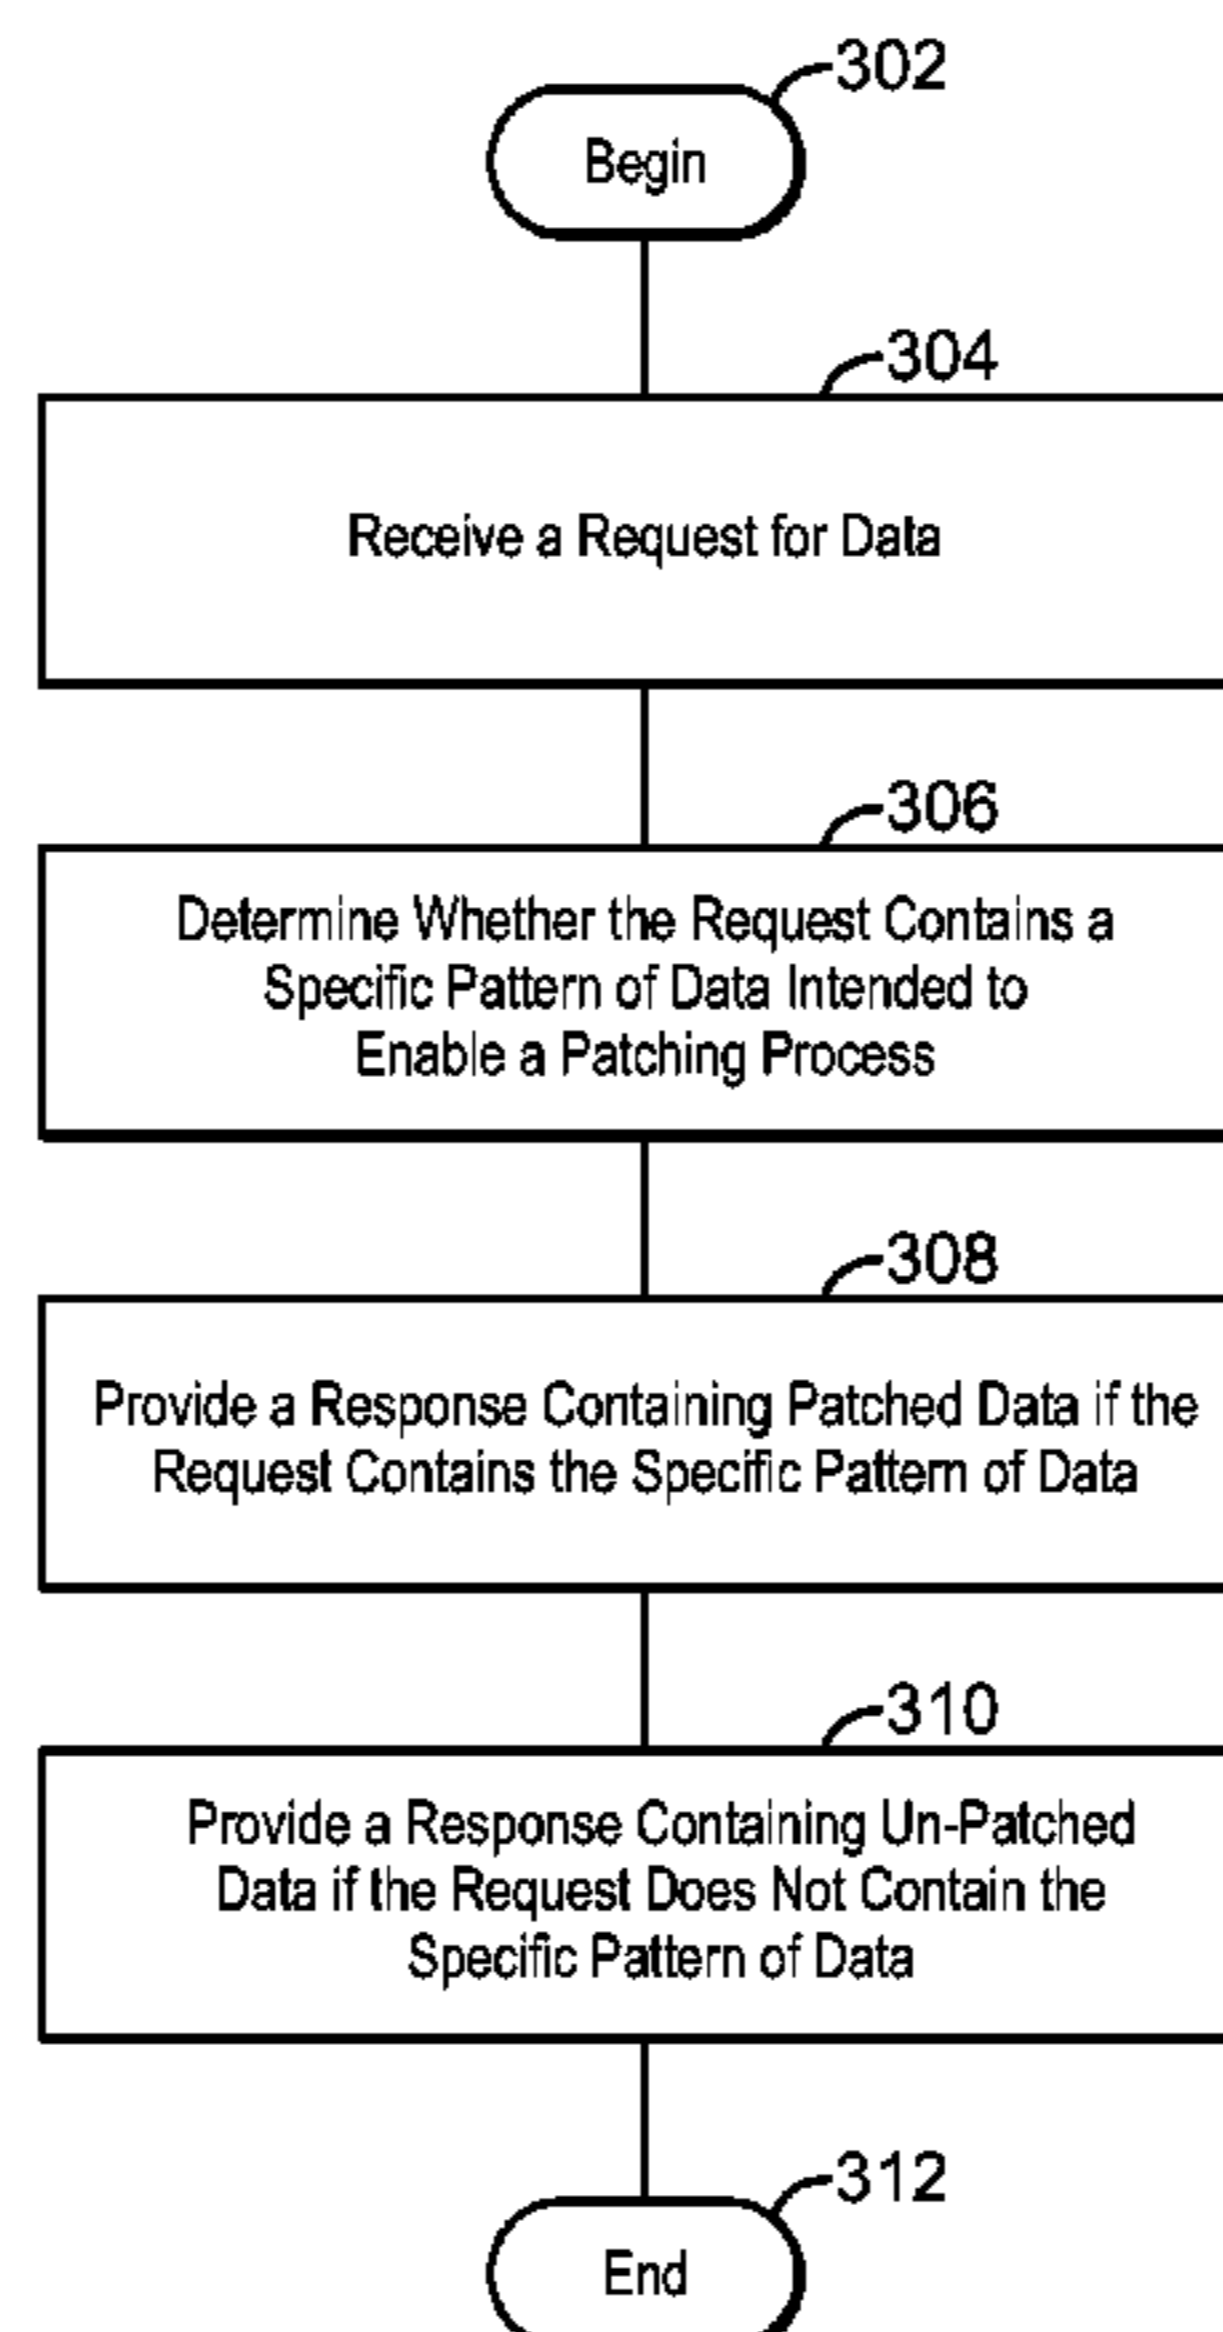 302
Begin
304
Receive a Request for Data
306
Determine Whether the Request Contains a
Specific Pattern of Data Intended to
Enable a Patching Process
308
Provide a Response Containing Patched Data if the
Request Contains the Specific Pattern of Data
310
Provide a Response Containing Un-Patched
Data if the Request Does Not Contain the
Specific Pattern of Data
312
End